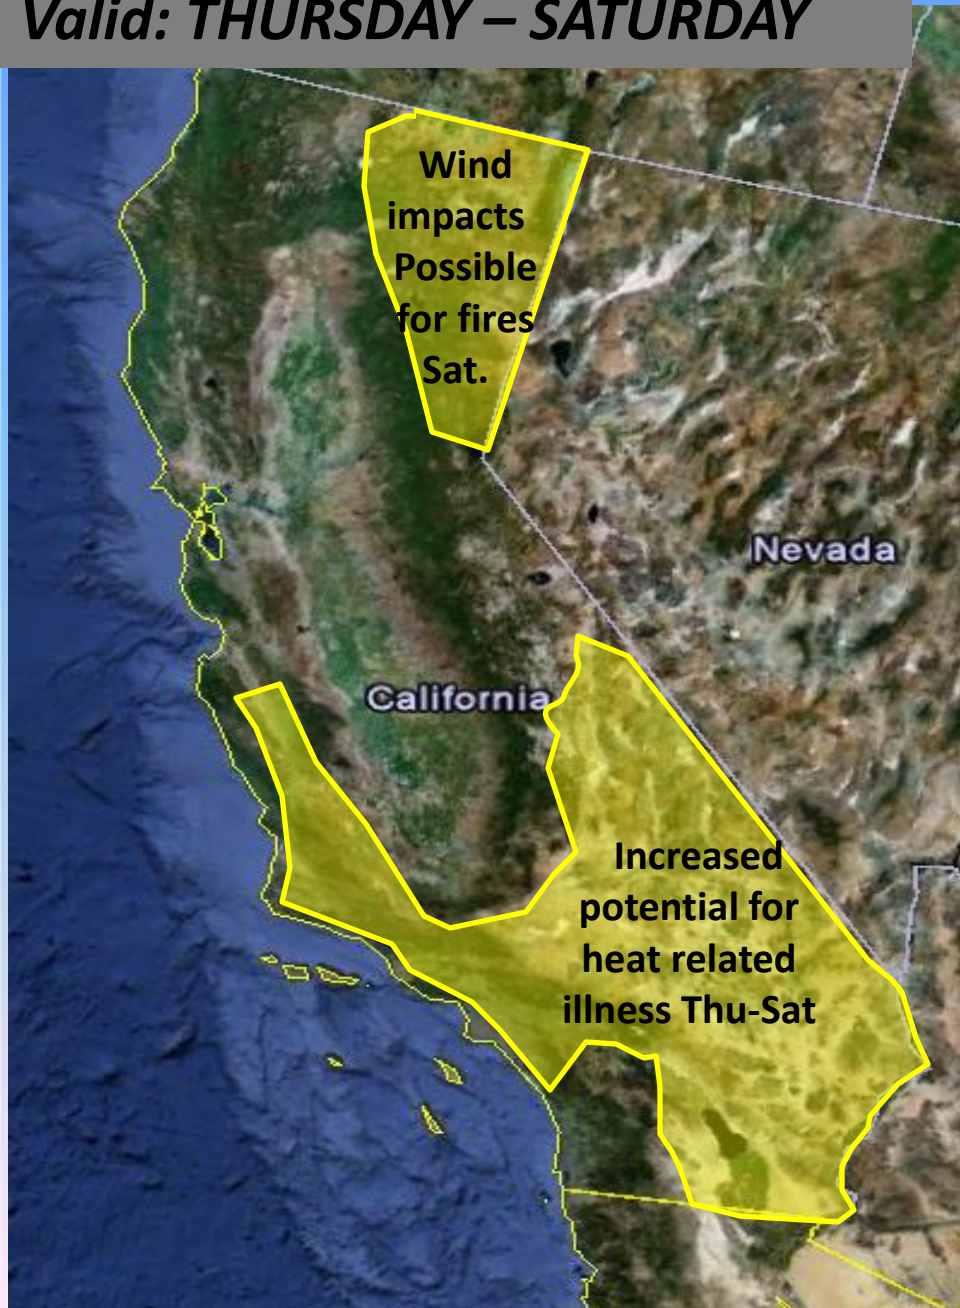 Valid: THURSDAY – SATURDAY
Wind
impacts
Possible
for fires
Sat.
Nevada
California
Increased
potential for
heat related
illness Thu-Sat